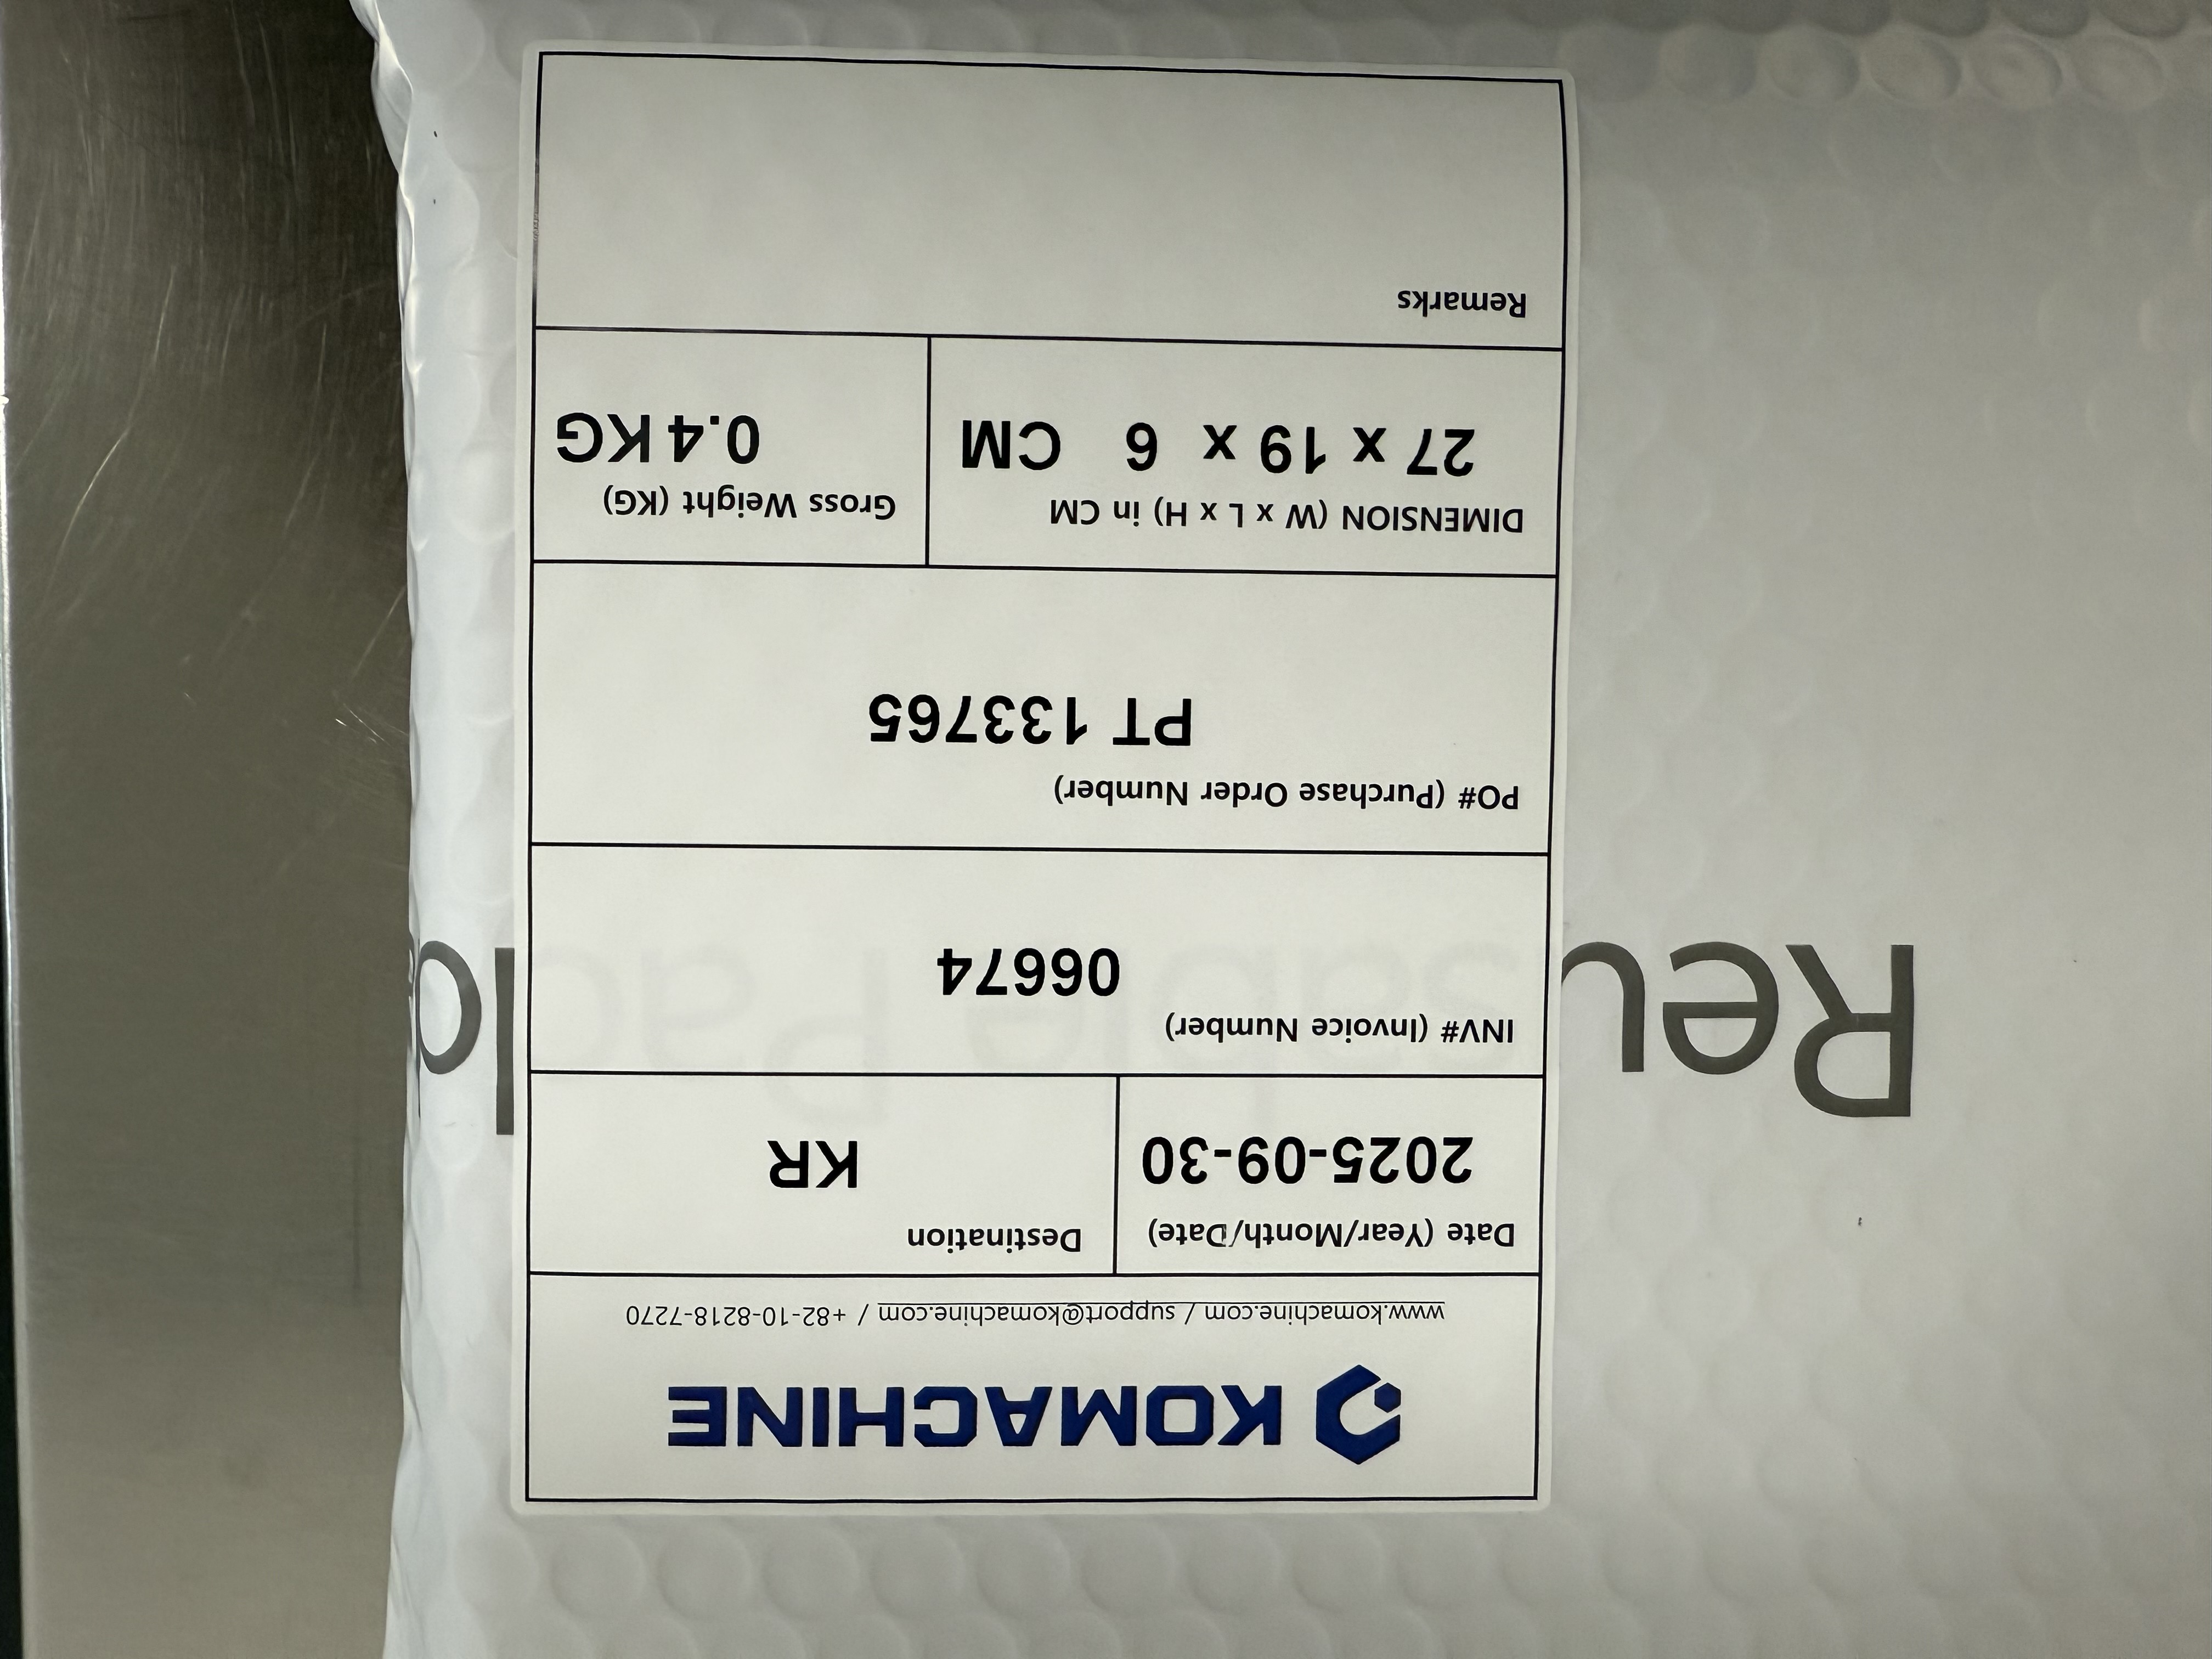 KOMACHINE
www.komachine.com / support@komachine.com / +82-10-8218-7270
Date (Year/Month/Date)
2025-09-30
Destination
KR
INV# (Invoice Number)
06674
PO# (Purchase Order Number)
PT 133765
DIMENSION (W x L x H) in CM
27 x 19 x 6 CM
Gross Weight (KG)
0.4 KG
Remarks